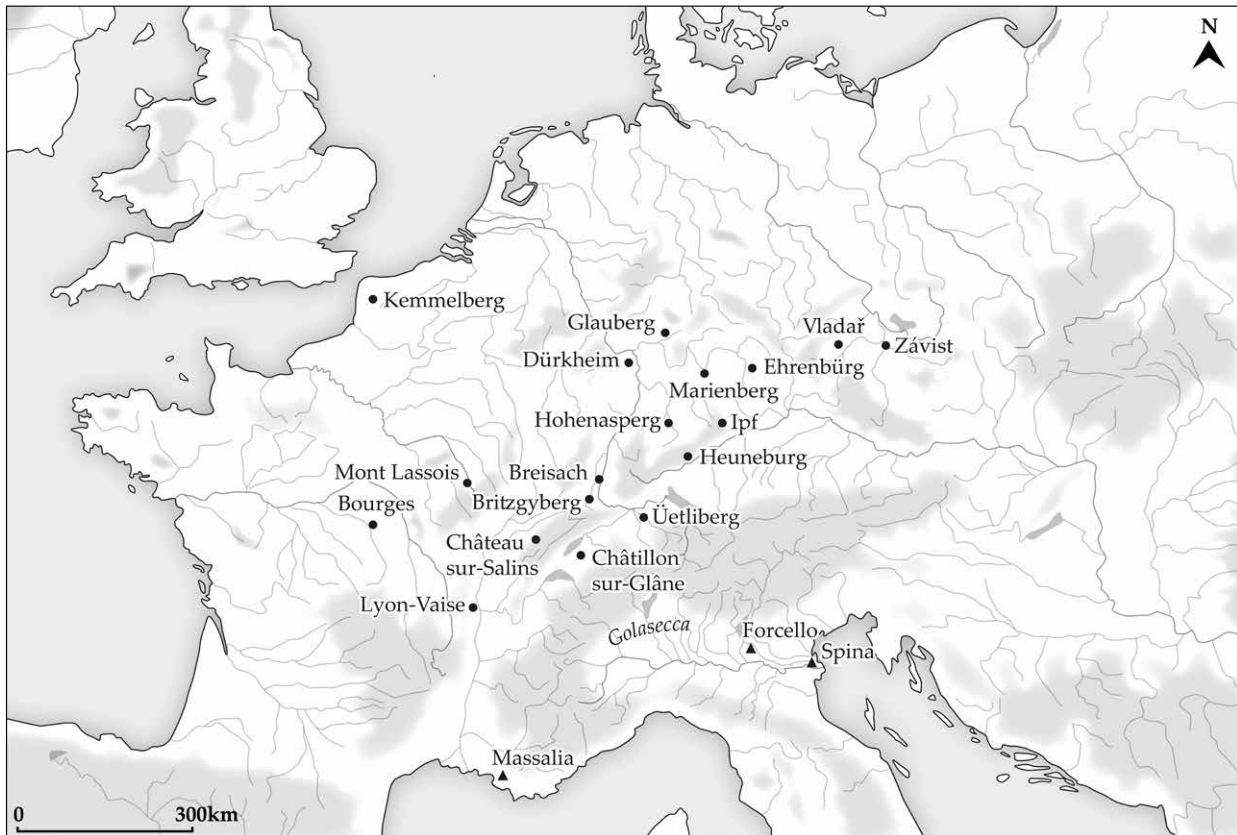 N
Kemmelberg
Glauberg
Vladař
Závist
Dürkheim
Ehrenbürg
Marienberg
Hohenasperg
Ipf
Heuneburg
Mont Lassois
Breisach
Bourges
Britzgyberg
Üetliberg
Château
sur-Salins
Châtillon
sur-Glâne
Lyon-Vaise
Golasecca
Forcello
Spina
Massalia
0
300km